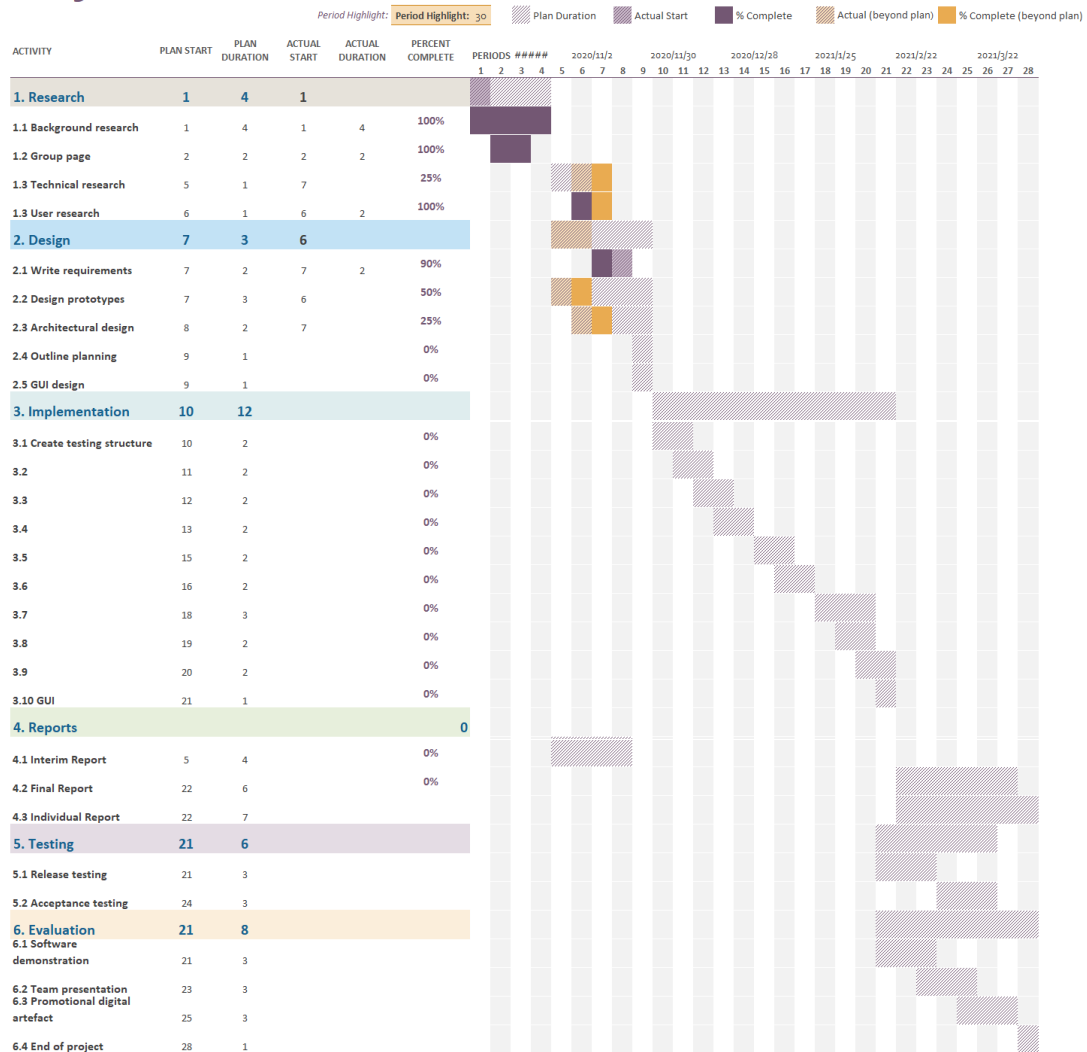 Period Highlight: Period Highlight: 30 Plan Duration Actual Start % Complete Actual (beyond plan) % Complete (beyond plan)
ACTIVITY PLAN START PLAN DURATION ACTUAL START ACTUAL DURATION PERCENT COMPLETE PERIODS ##### 2020/11/2 2020/11/30 2020/12/28 2021/1/25 2021/2/22 2021/3/22
1 2 3 4 5 6 7 8 9 10 11 12 13 14 15 16 17 18 19 20 21 22 23 24 25 26 27 28
1. Research 1 4 1
1.1 Background research 1 4 1 4 100%
1.2 Group page 2 2 2 2 100%
1.3 Technical research 5 1 7 25%
1.3 User research 6 1 6 2 100%
2. Design 7 3 6
2.1 Write requirements 7 2 7 2 90%
2.2 Design prototypes 7 3 6 50%
2.3 Architectural design 8 2 7 25%
2.4 Outline planning 9 1 0%
2.5 GUI design 9 1 0%
3. Implementation 10 12
3.1 Create testing structure 10 2 0%
3.2 11 2 0%
3.3 12 2 0%
3.4 13 2 0%
3.5 15 2 0%
3.6 16 2 0%
3.7 18 3 0%
3.8 19 2 0%
3.9 20 2 0%
3.10 GUI 21 1 0%
4. Reports 0
4.1 Interim Report 5 4 0%
4.2 Final Report 22 6 0%
4.3 Individual Report 22 7
5. Testing 21 6
5.1 Release testing 21 3
5.2 Acceptance testing 24 3
6. Evaluation 21 8
6.1 Software
demonstration 21 3
6.2 Team presentation 23 3
6.3 Promotional digital
artefact 25 3
6.4 End of project 28 1